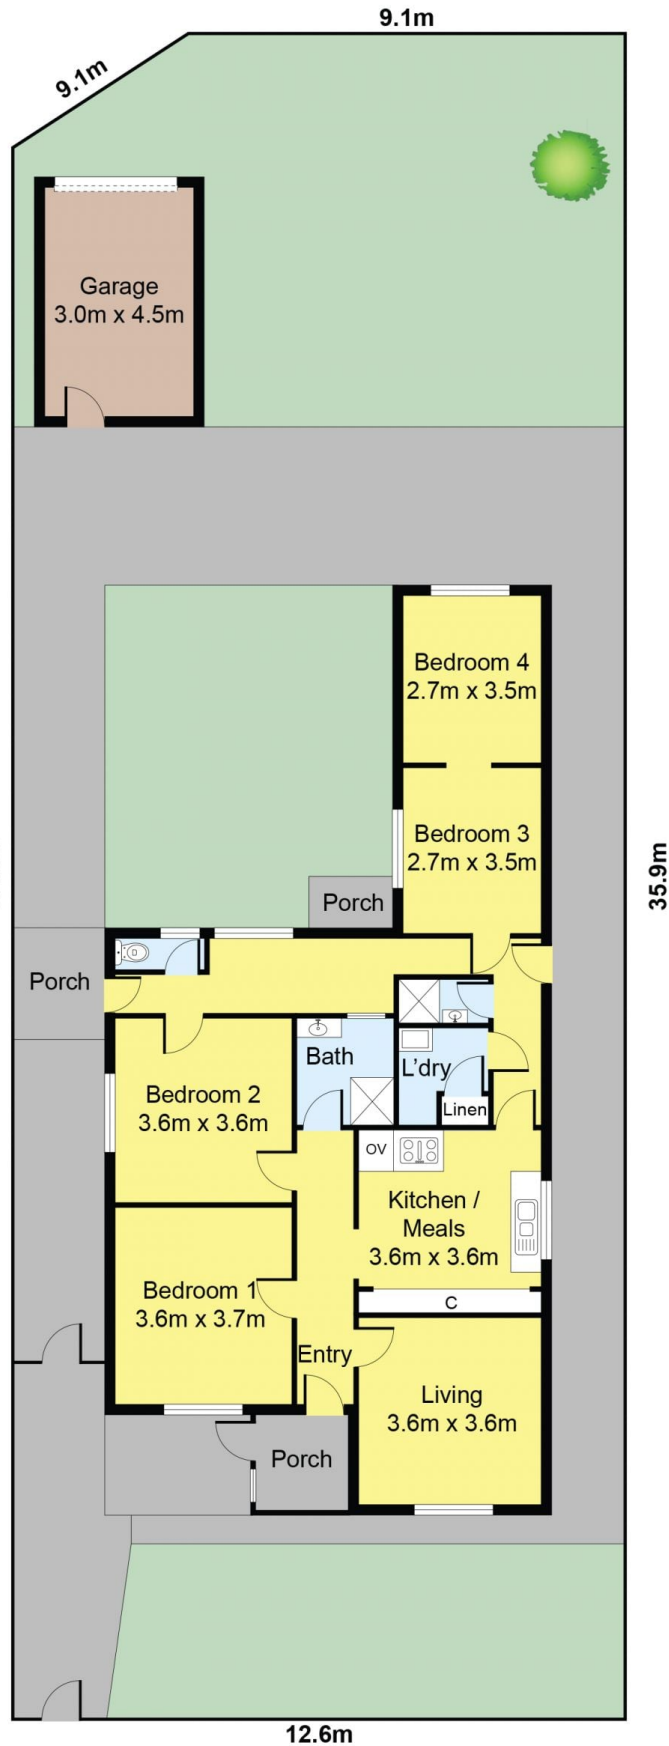 9.1m
9.1m
Garage
3.0m x 4.5m
Bedroom 4
2.7m x 3.5m
Bedroom 3
2.7m x 3.5m
35.9m
Porch
Porch
Bath
L'dry
Linen
Bedroom 2
3.6m x 3.6m
OV
Kitchen /
Meals
3.6m x 3.6m
Bedroom 1
3.6m x 3.7m
C
Entry
Living
3.6m x 3.6m
Porch
12.6m